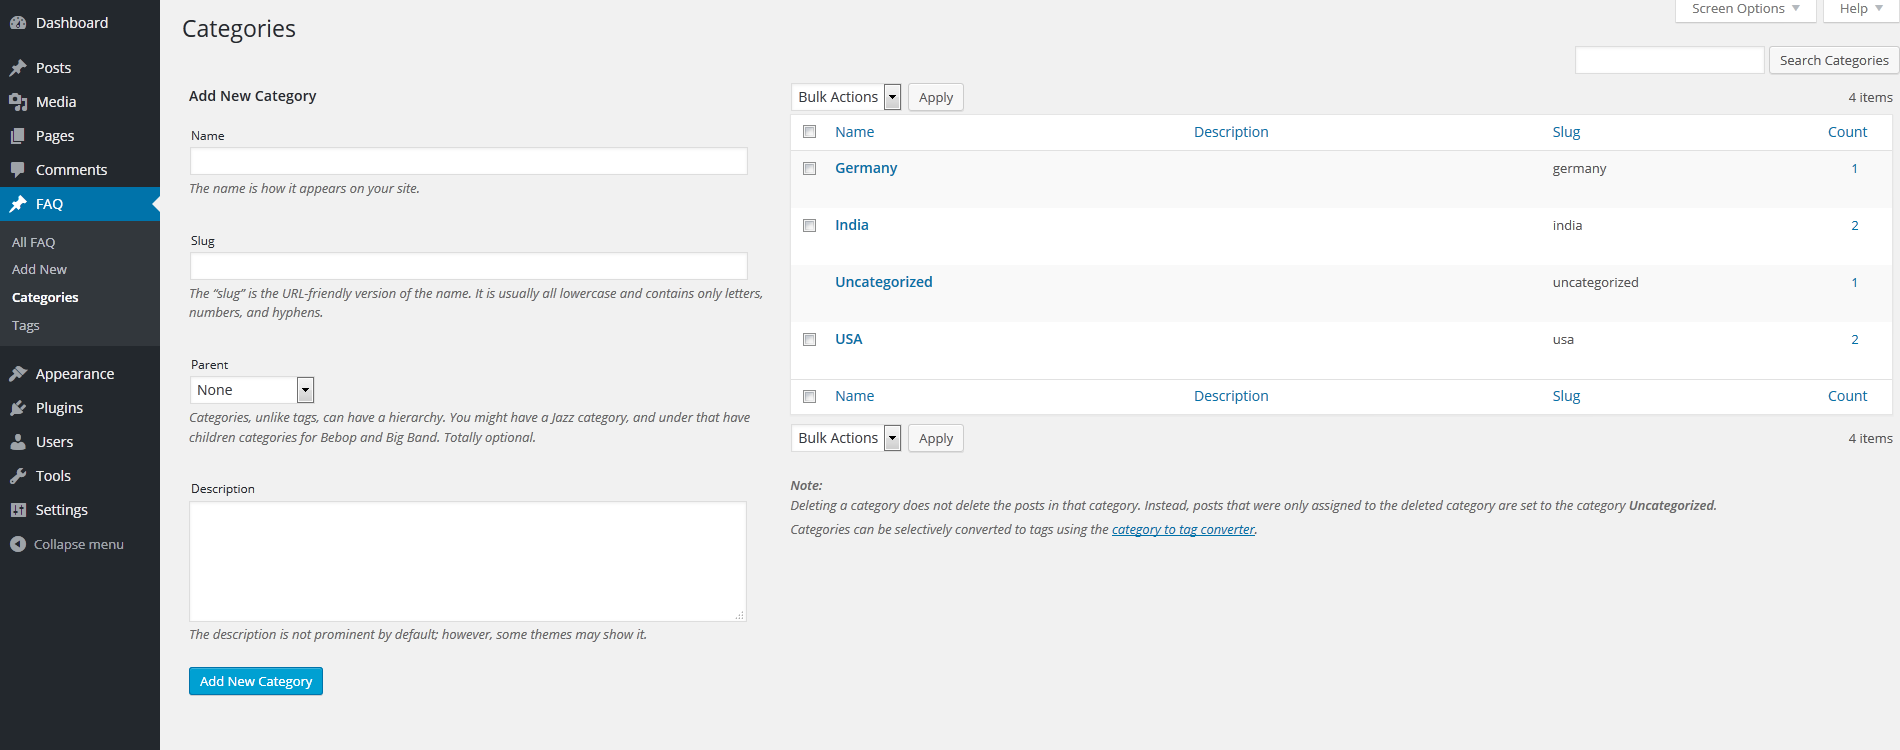 Dashboard
Posts
Media
Pages
Comments
FAQ
All FAQ
Add New
Categories
Tags
Appearance
Plugins
Users
Tools
Settings
Collapse menu
Screen Options
Help
Categories
Search Categories
Add New Category
Name
The name is how it appears on your site.
Slug
The “slug” is the URL-friendly version of the name. It is usually all lowercase and contains only letters,
numbers, and hyphens.
Parent
None
Categories, unlike tags, can have a hierarchy. You might have a Jazz category, and under that have
children categories for Bebop and Big Band. Totally optional.
Description
The description is not prominent by default; however, some themes may show it.
Add New Category
Bulk Actions Apply 4 items
Name Description Slug Count
Germany germany 1
India india 2
Uncategorized uncategorized 1
USA usa 2
Name Description Slug Count
Bulk Actions Apply 4 items
Note:
Deleting a category does not delete the posts in that category. Instead, posts that were only assigned to the deleted category are set to the category Uncategorized.
Categories can be selectively converted to tags using the category to tag converter.